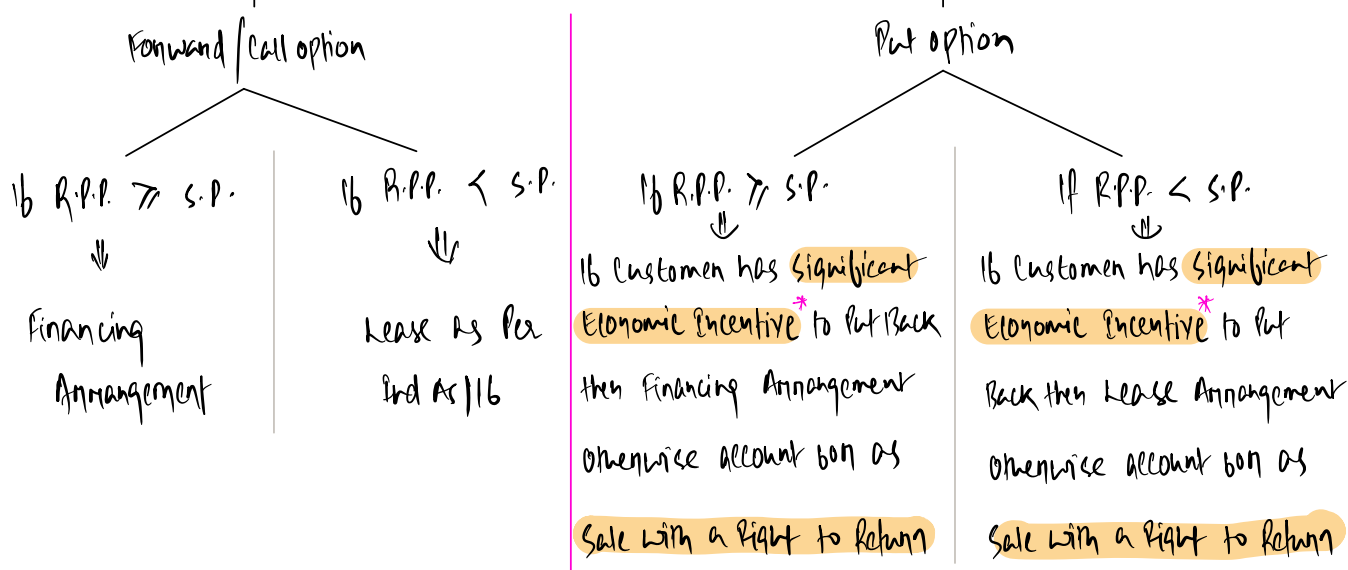 Forward/Call option
If R.P.P. ⩾ S.P.
Financing
Arrangement
If R.P.P. < S.P.
Lease as Per
Ind As 116
Put option
If R.P.P. ⩾ S.P.
If Customer has Significant
Economic Incentive* to Put Back
then Financing Arrangement
otherwise account for as
Sale with a Right to Return
If R.P.P. < S.P.
If Customer has Significant
Economic Incentive* to Put
Back then Lease Arrangement
otherwise account for as
Sale with a Right to Return